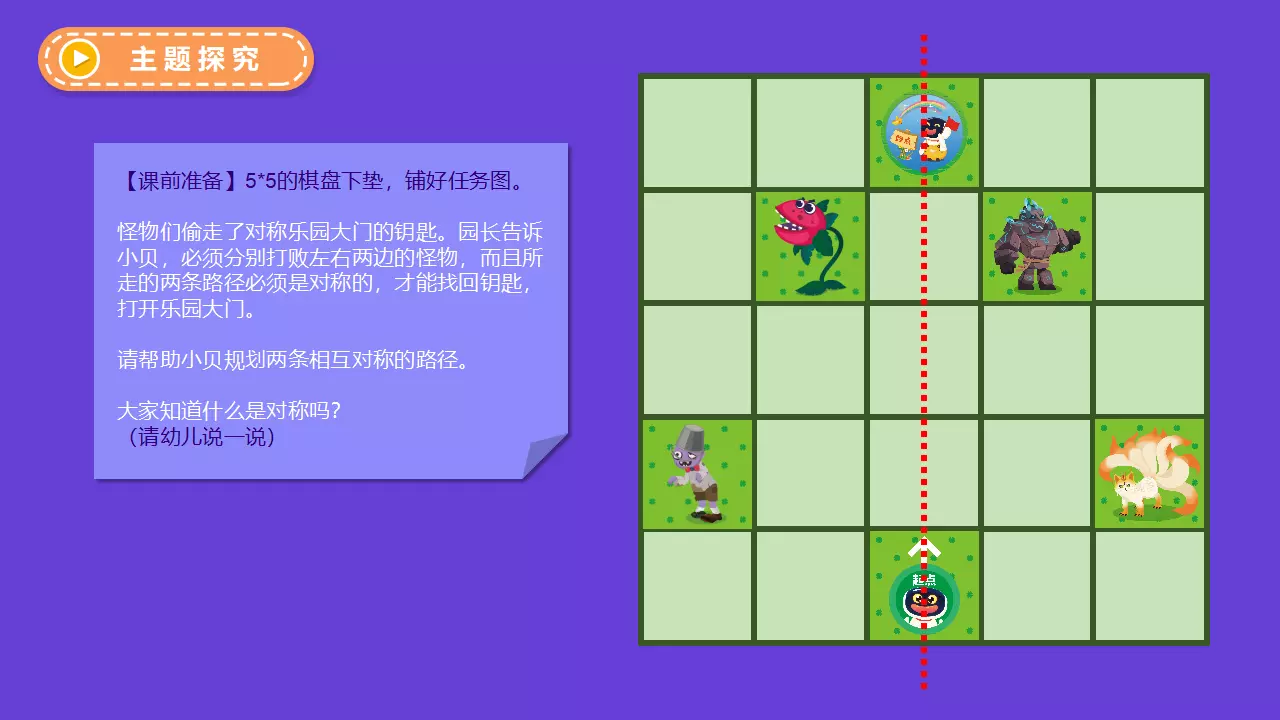 主题探究
【课前准备】5*5的棋盘下垫，铺好任务图。
怪物们偷走了对称乐园大门的钥匙。园长告诉
小贝，必须分别打败左右两边的怪物，而且所
走的两条路径必须是对称的，才能找回钥匙，
打开乐园大门。
请帮助小贝规划两条相互对称的路径。
大家知道什么是对称吗？
（请幼儿说一说）
终点
起点